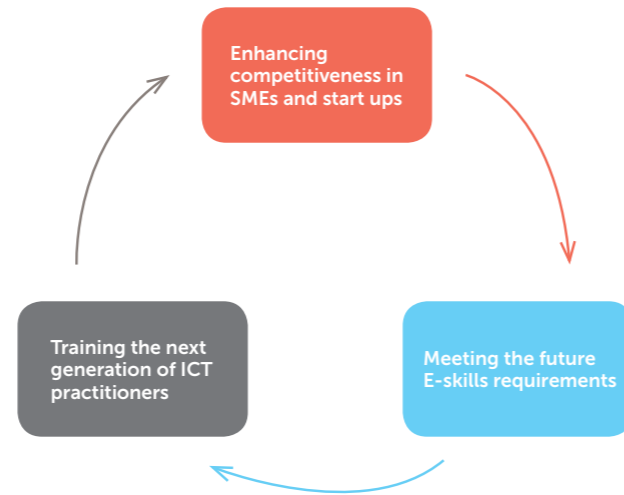 Enhancing
competitiveness in
SMEs and start ups
Training the next
generation of ICT
practitioners
Meeting the future
E-skills requirements